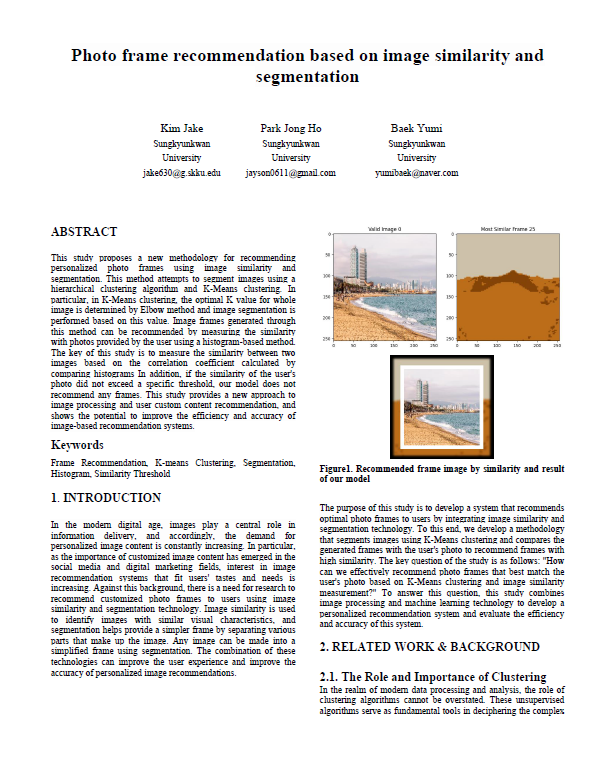 Photo frame recommendation based on image similarity and
segmentation
Kim Jake
Sungkyunkwan
University
jake630@g.skku.edu
Park Jong Ho
Sungkyunkwan
University
jayson0611@gmail.com
Baek Yumi
Sungkyunkwan
University
yumibaek@naver.com
ABSTRACT
This study proposes a new methodology for recommending
personalized photo frames using image similarity and
segmentation. This method attempts to segment images using a
hierarchical clustering algorithm and K-Means clustering. In
particular, in K-Means clustering, the optimal K value for whole
image is determined by Elbow method and image segmentation is
performed based on this value. Image frames generated through
this method can be recommended by measuring the similarity
with photos provided by the user using a histogram-based method.
The key of this study is to measure the similarity between two
images based on the correlation coefficient calculated by
comparing histograms In addition, if the similarity of the user's
photo did not exceed a specific threshold, our model does not
recommend any frames. This study provides a new approach to
image processing and user custom content recommendation, and
shows the potential to improve the efficiency and accuracy of
image-based recommendation systems.
Keywords
Frame Recommendation, K-means Clustering, Segmentation,
Histogram, Similarity Threshold
1. INTRODUCTION
In the modern digital age, images play a central role in
information delivery, and accordingly, the demand for
personalized image content is constantly increasing. In particular,
as the importance of customized image content has emerged in the
social media and digital marketing fields, interest in image
recommendation systems that fit users' tastes and needs is
increasing. Against this background, there is a need for research to
recommend customized photo frames to users using image
similarity and segmentation technology. Image similarity is used
to identify images with similar visual characteristics, and
segmentation helps provide a simpler frame by separating various
parts that make up the image. Any image can be made into a
simplified frame using segmentation. The combination of these
technologies can improve the user experience and improve the
accuracy of personalized image recommendations.
Valid Image 0
0
50
100
150
200
250
0 50 100 150 200 250
Most Similar Frame 25
0
50
100
150
200
250
0 50 100 150 200 250
Figure1. Recommended frame image by similarity and result
of our model
The purpose of this study is to develop a system that recommends
optimal photo frames to users by integrating image similarity and
segmentation technology. To this end, we develop a methodology
that segments images using K-Means clustering and compares the
generated frames with the user's photo to recommend frames with
high similarity. The key question of the study is as follows: "How
can we effectively recommend photo frames that best match the
user's photo based on K-Means clustering and image similarity
measurement?" To answer this question, this study combines
image processing and machine learning technology to develop a
personalized recommendation system and evaluate the efficiency
and accuracy of this system.
2. RELATED WORK & BACKGROUND
2.1. The Role and Importance of Clustering
In the realm of modern data processing and analysis, the role of
clustering algorithms cannot be overstated. These unsupervised
algorithms serve as fundamental tools in deciphering the complex